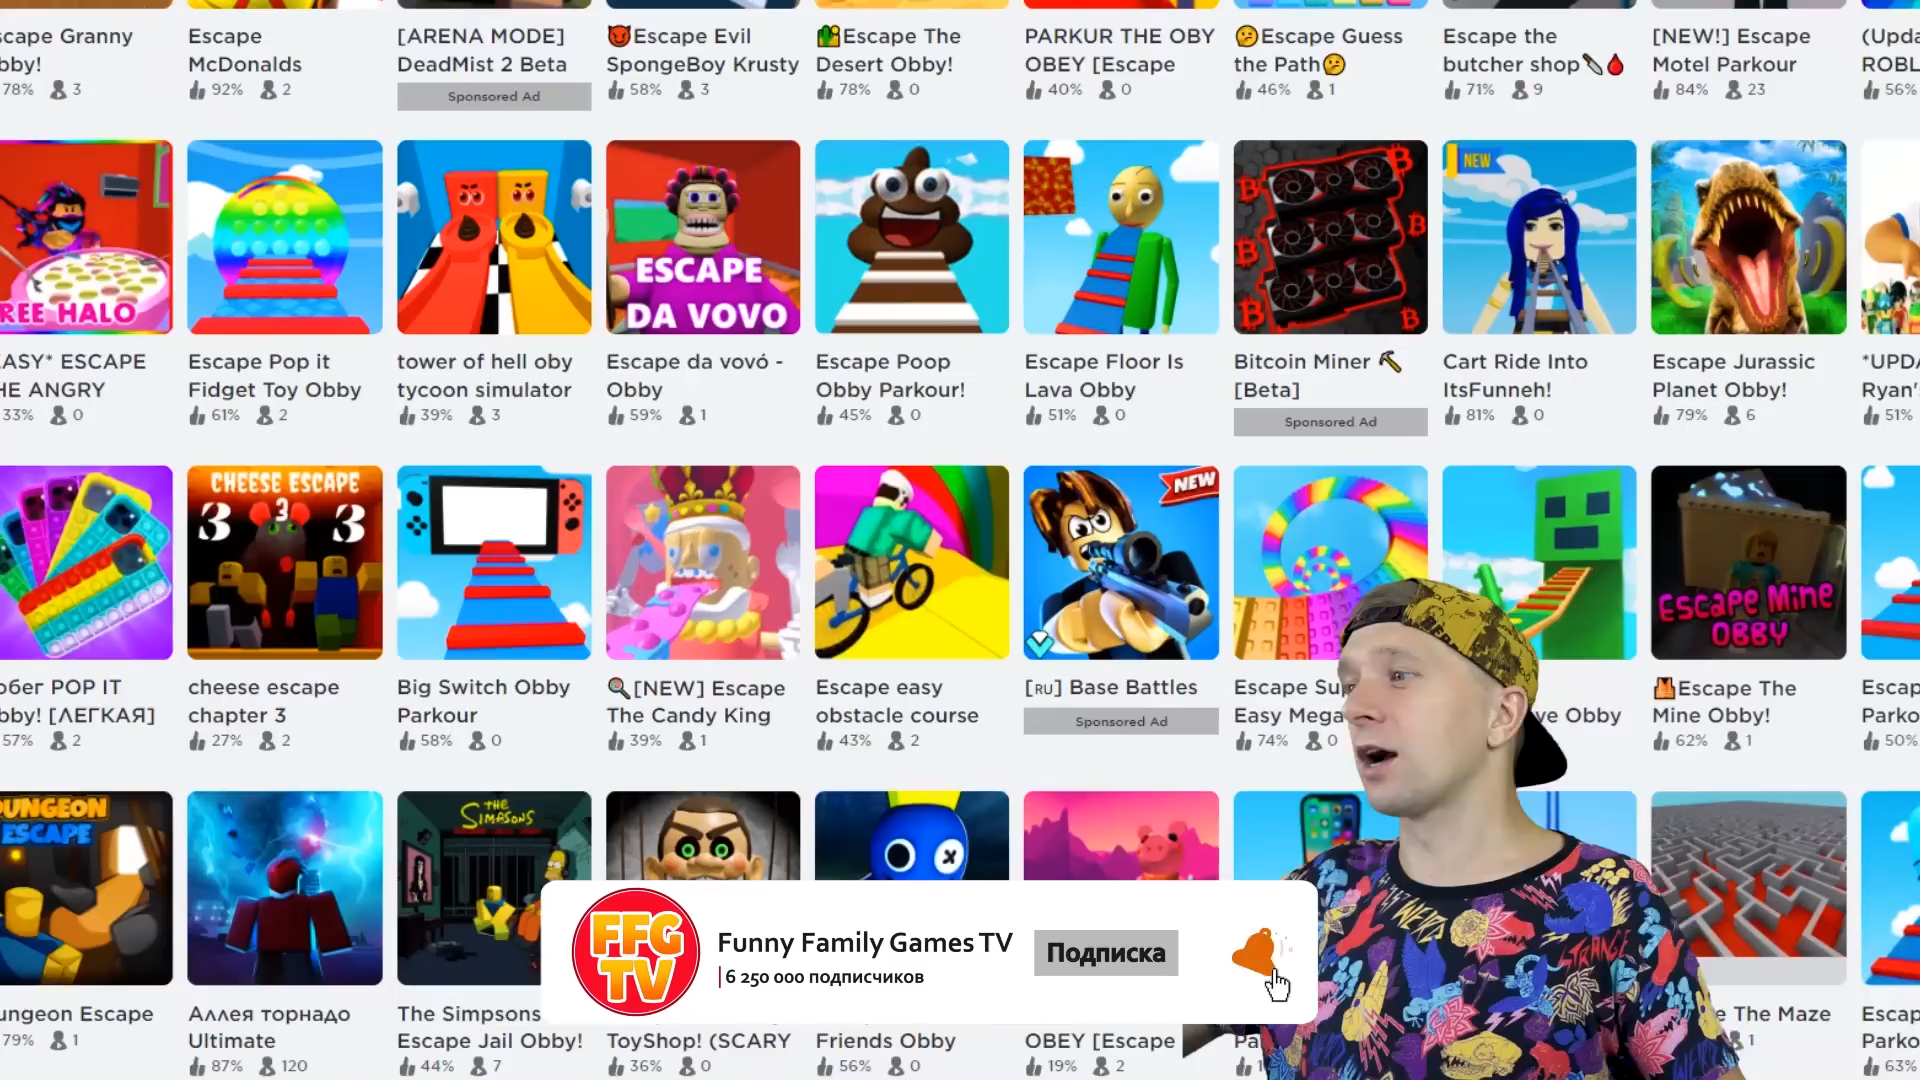 scape Granny
bby!
78% 3
Escape
McDonalds
92% 2
[ARENA MODE]
DeadMist 2 Beta
Sponsored Ad
😈Escape Evil
SpongeBoy Krusty
58% 3
🌵Escape The
Desert Obby!
78% 0
PARKUR THE OBY
OBEY [Escape
40% 0
🤔Escape Guess
the Path🤔
46% 1
Escape the
butcher shop🔪🩸
71% 9
[NEW!] Escape
Motel Parkour
84% 23
(Upda
ROBL
56%
REE HALO
EASY* ESCAPE
HE ANGRY
33% 0
Escape Pop it
Fidget Toy Obby
61% 2
tower of hell oby
tycoon simulator
39% 3
ESCAPE
DA VOVO
Escape da vovó -
Obby
59% 1
Escape Poop
Obby Parkour!
45% 0
Escape Floor Is
Lava Obby
51% 0
Bitcoin Miner ⛏
[Beta]
Sponsored Ad
NEW
Cart Ride Into
ItsFunneh!
81% 0
Escape Jurassic
Planet Obby!
79% 6
*UPDA
Ryan'
51%
обег POP IT
bby! [ЛЕГКАЯ]
57% 2
CHEESE ESCAPE
3 3 3
cheese escape
chapter 3
27% 2
Big Switch Obby
Parkour
58% 0
🍭[NEW] Escape
The Candy King
39% 1
Escape easy
obstacle course
43% 2
NEW
[RU] Base Battles
Sponsored Ad
Escape Su
Easy Mega
74% 0
ve Obby
Escape Mine
OBBY
🦺Escape The
Mine Obby!
62% 1
Escap
Parko
50%
DUNGEON
ESCAPE
ungeon Escape
79% 1
Аллея торнадо
Ultimate
87% 120
THE
SIMPSONS
The Simpsons
Escape Jail Obby!
44% 7
ToyShop! (SCARY
36% 0
Friends Obby
56% 0
OBEY [Escape
19% 2
Pa
e The Maze
1
Escap
Parko
63%
FFG
TV
Funny Family Games TV
6 250 000 подписчиков
Подписка
WEIRD
STRANGE